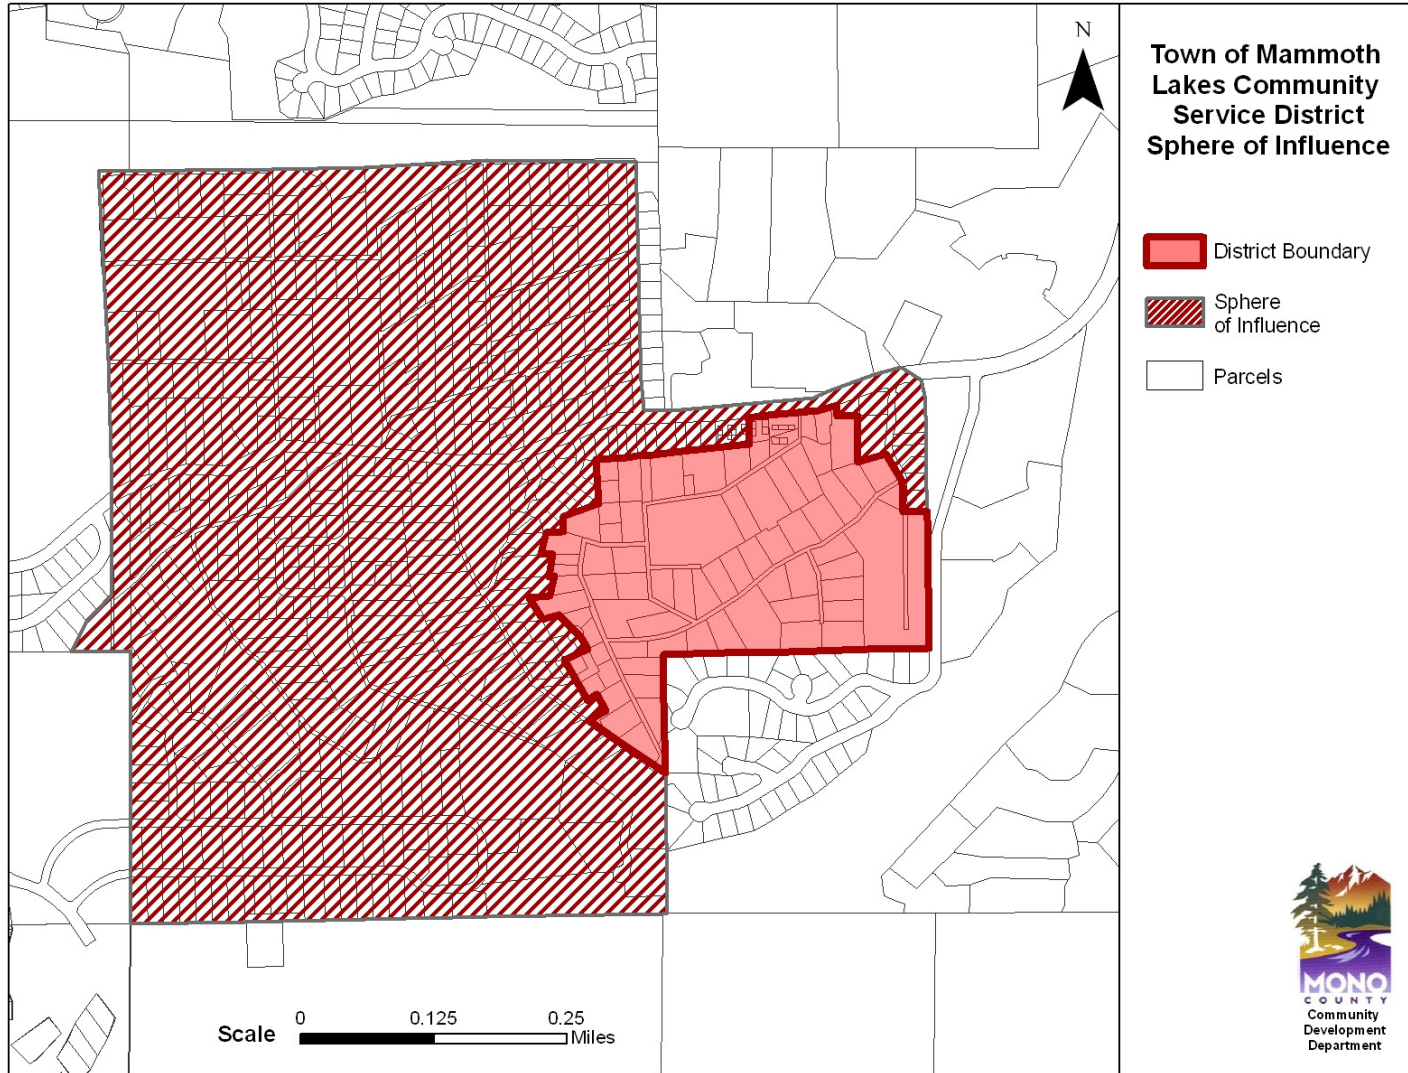 N
Town of Mammoth
Lakes Community
Service District
Sphere of Influence
District Boundary
Sphere
of Influence
Parcels
Scale
0
0.125
0.25
Miles
MONO
COUNTY
Community
Development
Department